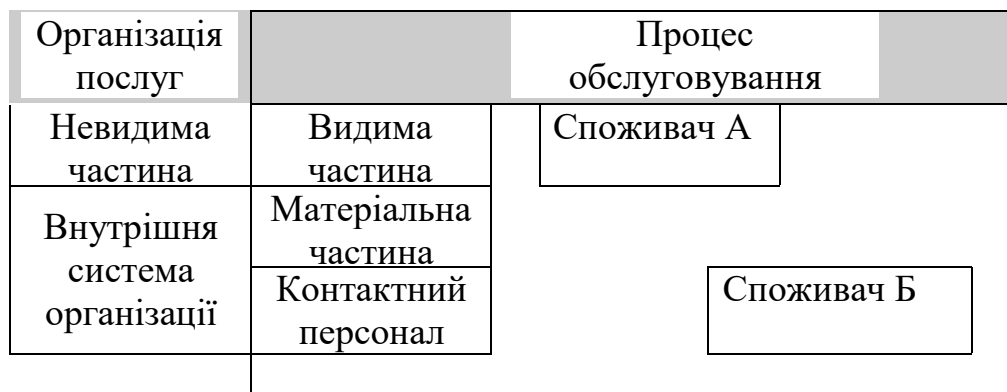 Організація
послуг
Процес
обслуговування
Невидима
частина
Видима
частина
Споживач А
Внутрішня
система
організації
Матеріальна
частина
Контактний
персонал
Споживач Б